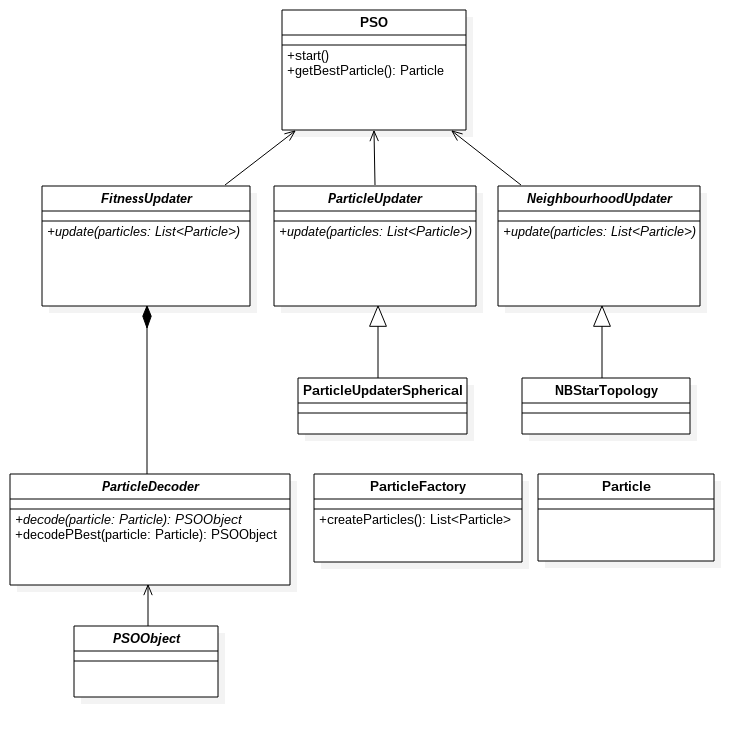 PSO
+start()
+getBestParticle(): Particle
FitnessUpdater
+update(particles: List<Particle>)
ParticleUpdater
+update(particles: List<Particle>)
NeighbourhoodUpdater
+update(particles: List<Particle>)
ParticleUpdaterSpherical
NBStarTopology
ParticleDecoder
+decode(particle: Particle): PSOObject
+decodePBest(particle: Particle): PSOObject
ParticleFactory
+createParticles(): List<Particle>
Particle
PSOObject